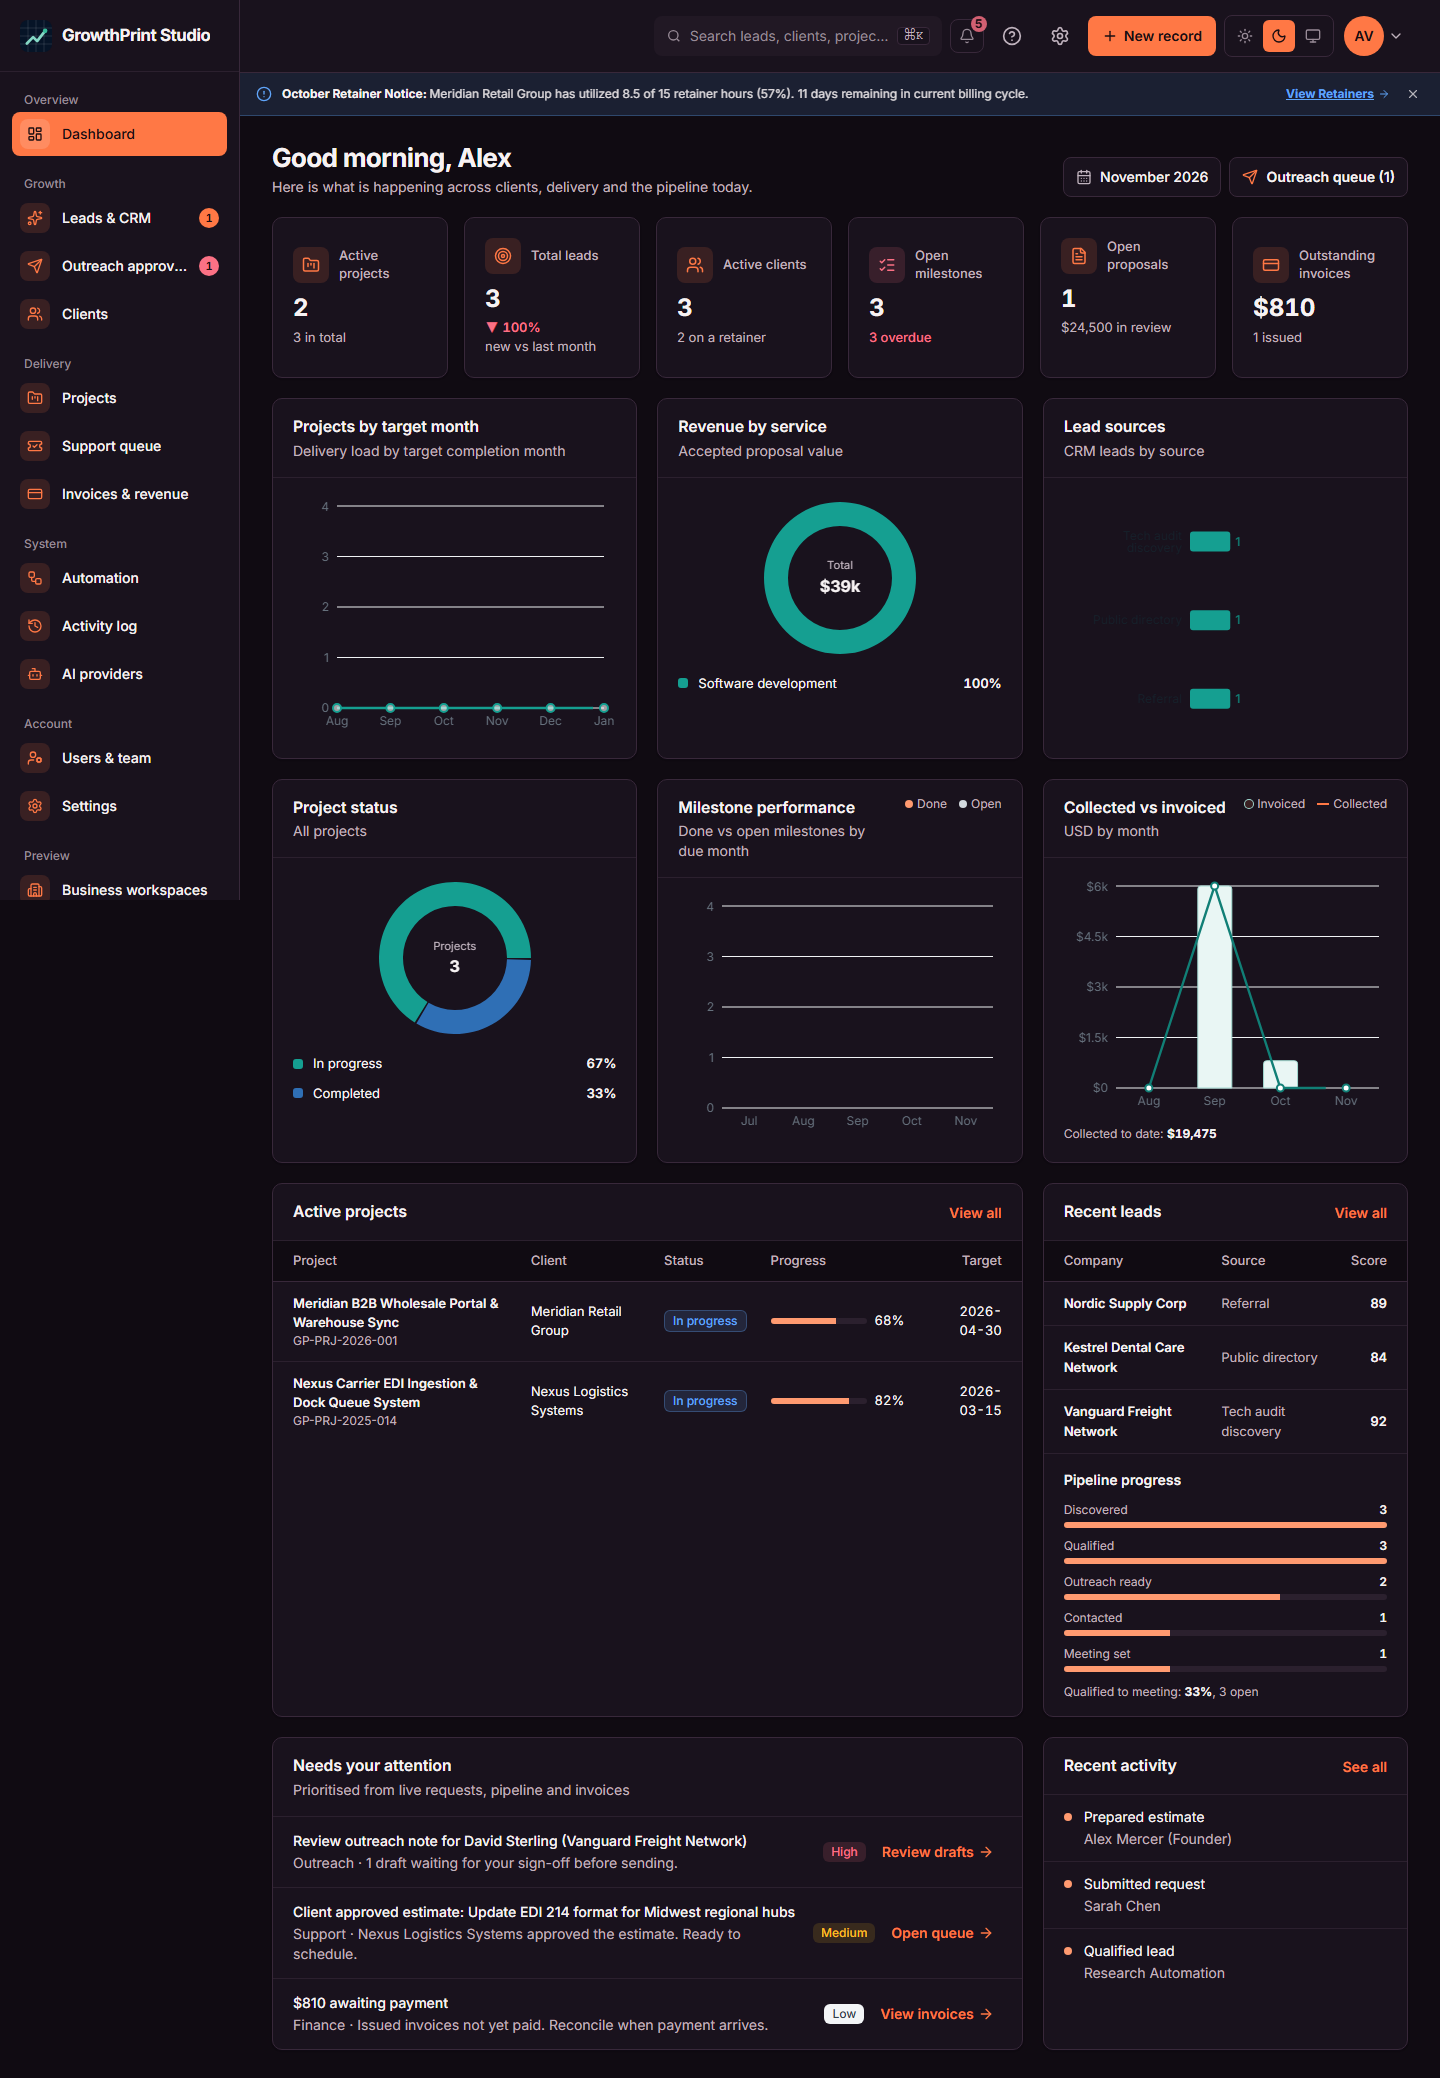 GrowthPrint Studio
Search leads, clients, projec...
⌘K
5
New record
AV
Overview
Dashboard
Growth
Leads & CRM
1
Outreach approv...
1
Clients
Delivery
Projects
Support queue
Invoices & revenue
System
Automation
Activity log
AI providers
Account
Users & team
Settings
Preview
Business workspaces
October Retainer Notice: Meridian Retail Group has utilized 8.5 of 15 retainer hours (57%). 11 days remaining in current billing cycle.
View Retainers →
Good morning, Alex
Here is what is happening across clients, delivery and the pipeline today.
November 2026
Outreach queue (1)
Active projects
2
3 in total
Total leads
3
▼ 100%
new vs last month
Active clients
3
2 on a retainer
Open milestones
3
3 overdue
Open proposals
1
$24,500 in review
Outstanding invoices
$810
1 issued
Projects by target month
Delivery load by target completion month
4
3
2
1
0
Aug Sep Oct Nov Dec Jan
Revenue by service
Accepted proposal value
Total
$39k
Software development 100%
Lead sources
CRM leads by source
Tech audit discovery
1
Public directory
1
Referral
1
Project status
All projects
Projects
3
In progress 67%
Completed 33%
Milestone performance
Done vs open milestones by due month
Done
Open
4
3
2
1
0
Jul Aug Sep Oct Nov
Collected vs invoiced
USD by month
Invoiced
Collected
$6k
$4.5k
$3k
$1.5k
$0
Aug Sep Oct Nov
Collected to date: $19,475
Active projects
View all
Project Client Status Progress Target
Meridian B2B Wholesale Portal & Warehouse Sync
GP-PRJ-2026-001
Meridian Retail Group
In progress
68%
2026-04-30
Nexus Carrier EDI Ingestion & Dock Queue System
GP-PRJ-2025-014
Nexus Logistics Systems
In progress
82%
2026-03-15
Recent leads
View all
Company Source Score
Nordic Supply Corp Referral 89
Kestrel Dental Care Network Public directory 84
Vanguard Freight Network Tech audit discovery 92
Pipeline progress
Discovered 3
Qualified 3
Outreach ready 2
Contacted 1
Meeting set 1
Qualified to meeting: 33%, 3 open
Needs your attention
Prioritised from live requests, pipeline and invoices
Review outreach note for David Sterling (Vanguard Freight Network)
Outreach · 1 draft waiting for your sign-off before sending.
High
Review drafts →
Client approved estimate: Update EDI 214 format for Midwest regional hubs
Support · Nexus Logistics Systems approved the estimate. Ready to schedule.
Medium
Open queue →
$810 awaiting payment
Finance · Issued invoices not yet paid. Reconcile when payment arrives.
Low
View invoices →
Recent activity
See all
Prepared estimate
Alex Mercer (Founder)
Submitted request
Sarah Chen
Qualified lead
Research Automation